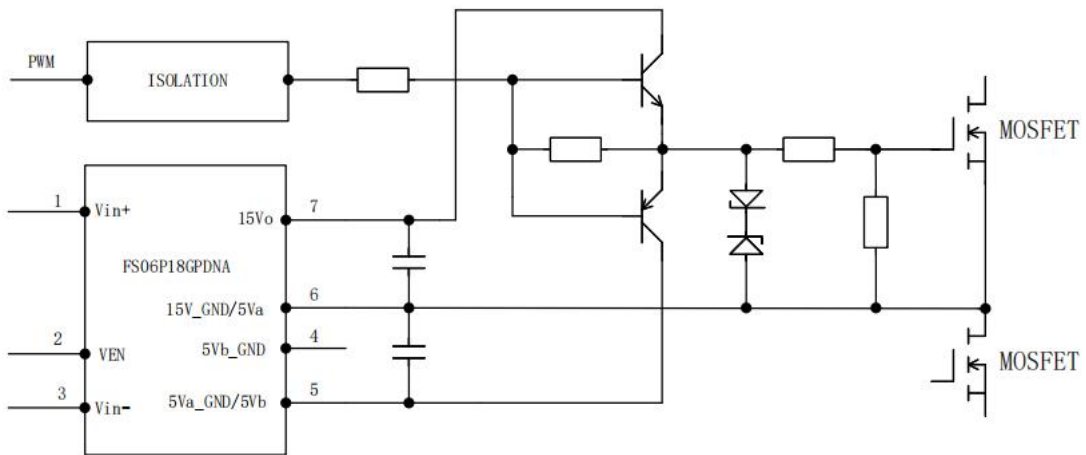 PWM
ISOLATION
MOSFET
1
Vin+
15Vo
7
FS06P18GPDNA
15V_GND/5Va
6
2
VEN
5Vb_GND
4
MOSFET
3
Vin-
5Va_GND/5Vb
5